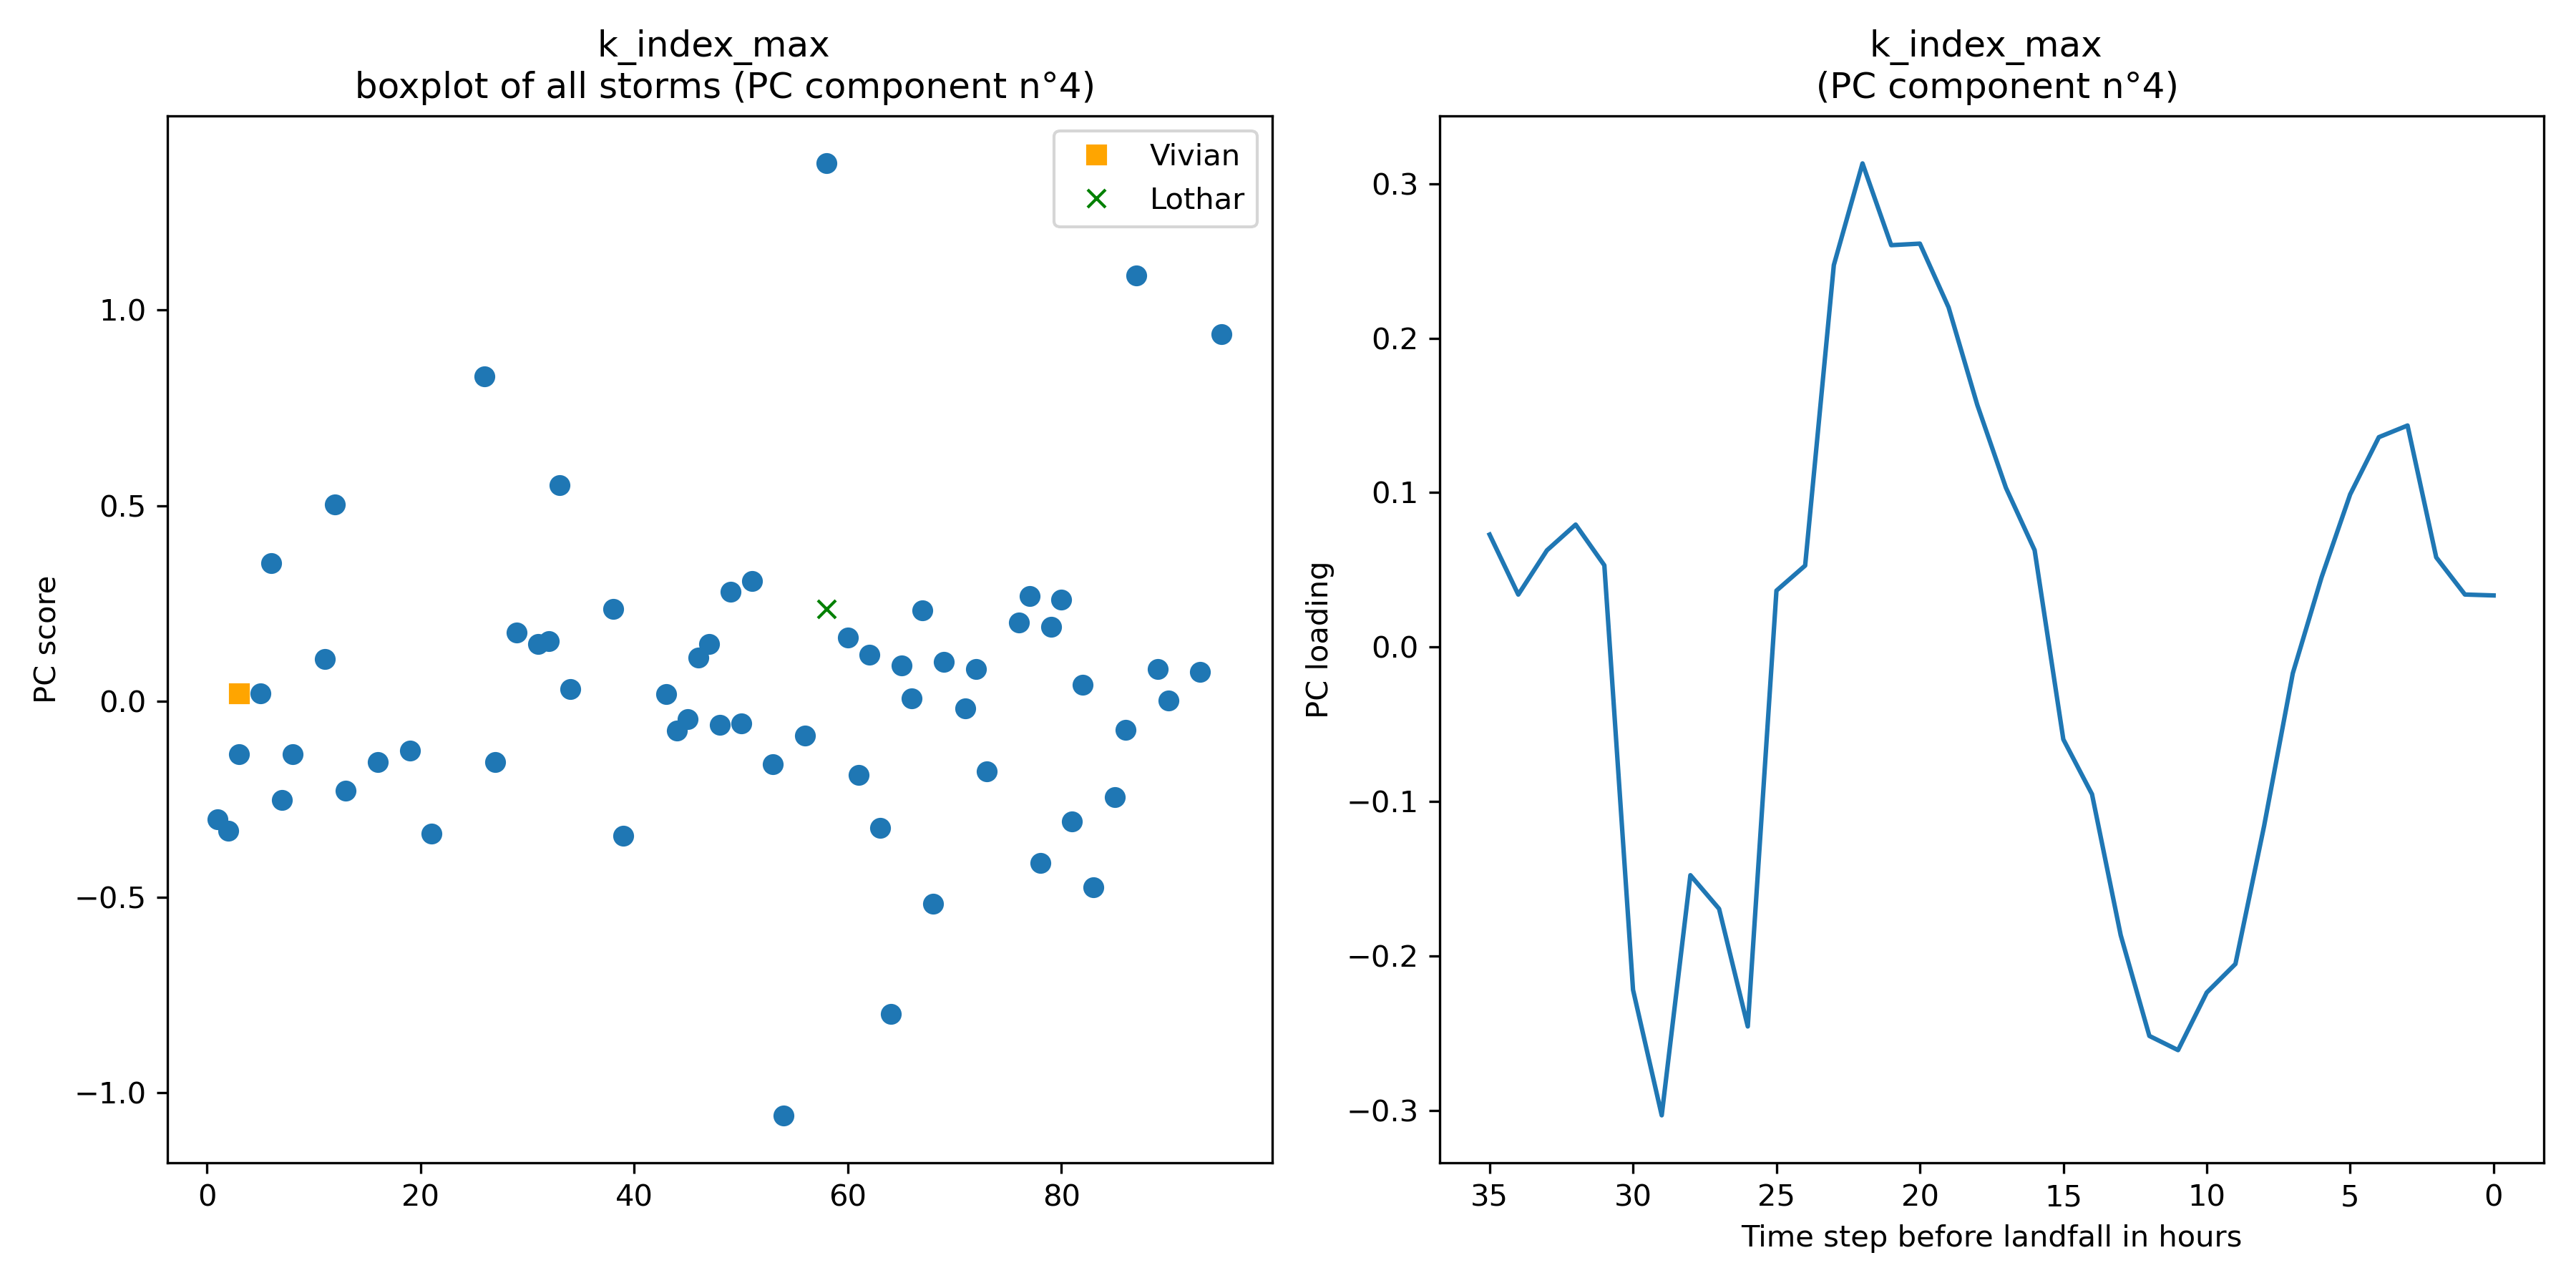 k_index_max
boxplot of all storms (PC component n°4)
PC score
1.0
0.5
0.0
−0.5
−1.0
0 20 40 60 80
Vivian
Lothar
k_index_max
(PC component n°4)
PC loading
0.3
0.2
0.1
0.0
−0.1
−0.2
−0.3
35 30 25 20 15 10 5 0
Time step before landfall in hours